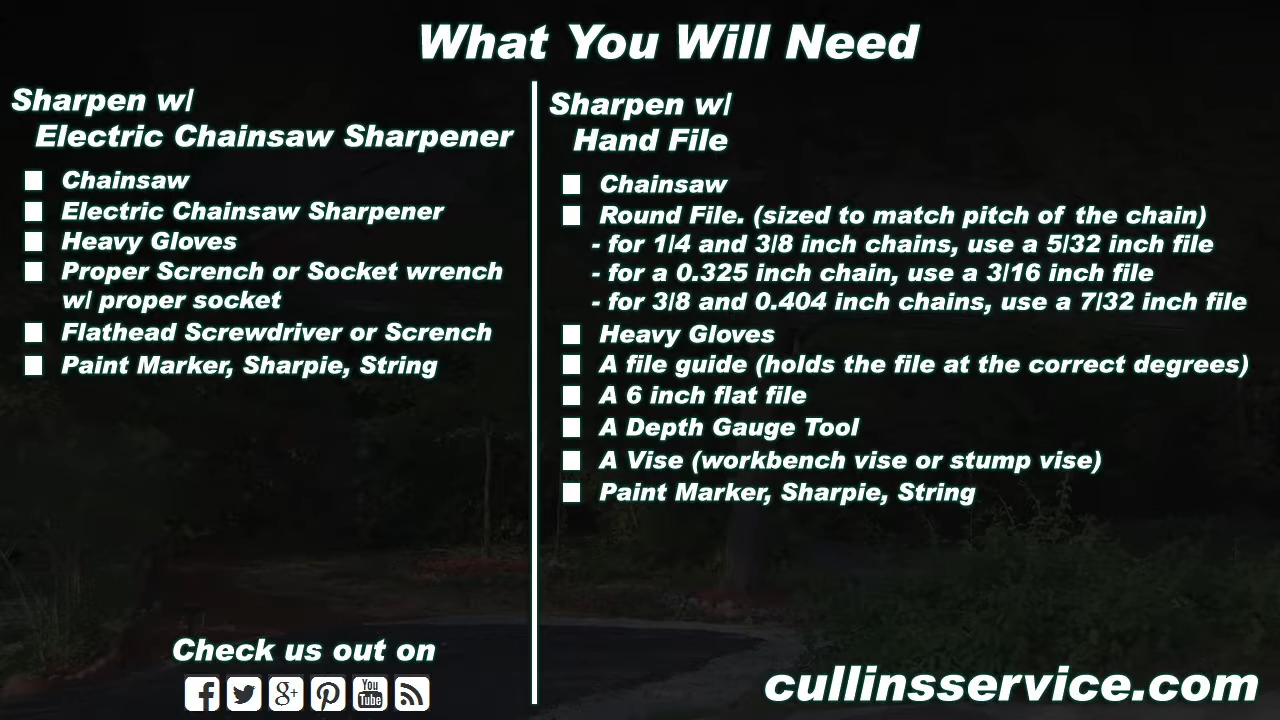 What You Will Need
Sharpen w/
Electric Chainsaw Sharpener
Chainsaw
Electric Chainsaw Sharpener
Heavy Gloves
Proper Scrench or Socket wrench
w/ proper socket
Flathead Screwdriver or Scrench
Paint Marker, Sharpie, String
Sharpen w/
Hand File
Chainsaw
Round File. (sized to match pitch of the chain)
- for 1/4 and 3/8 inch chains, use a 5/32 inch file
- for a 0.325 inch chain, use a 3/16 inch file
- for 3/8 and 0.404 inch chains, use a 7/32 inch file
Heavy Gloves
A file guide (holds the file at the correct degrees)
A 6 inch flat file
A Depth Gauge Tool
A Vise (workbench vise or stump vise)
Paint Marker, Sharpie, String
Check us out on
You
Tube
cullinsservice.com